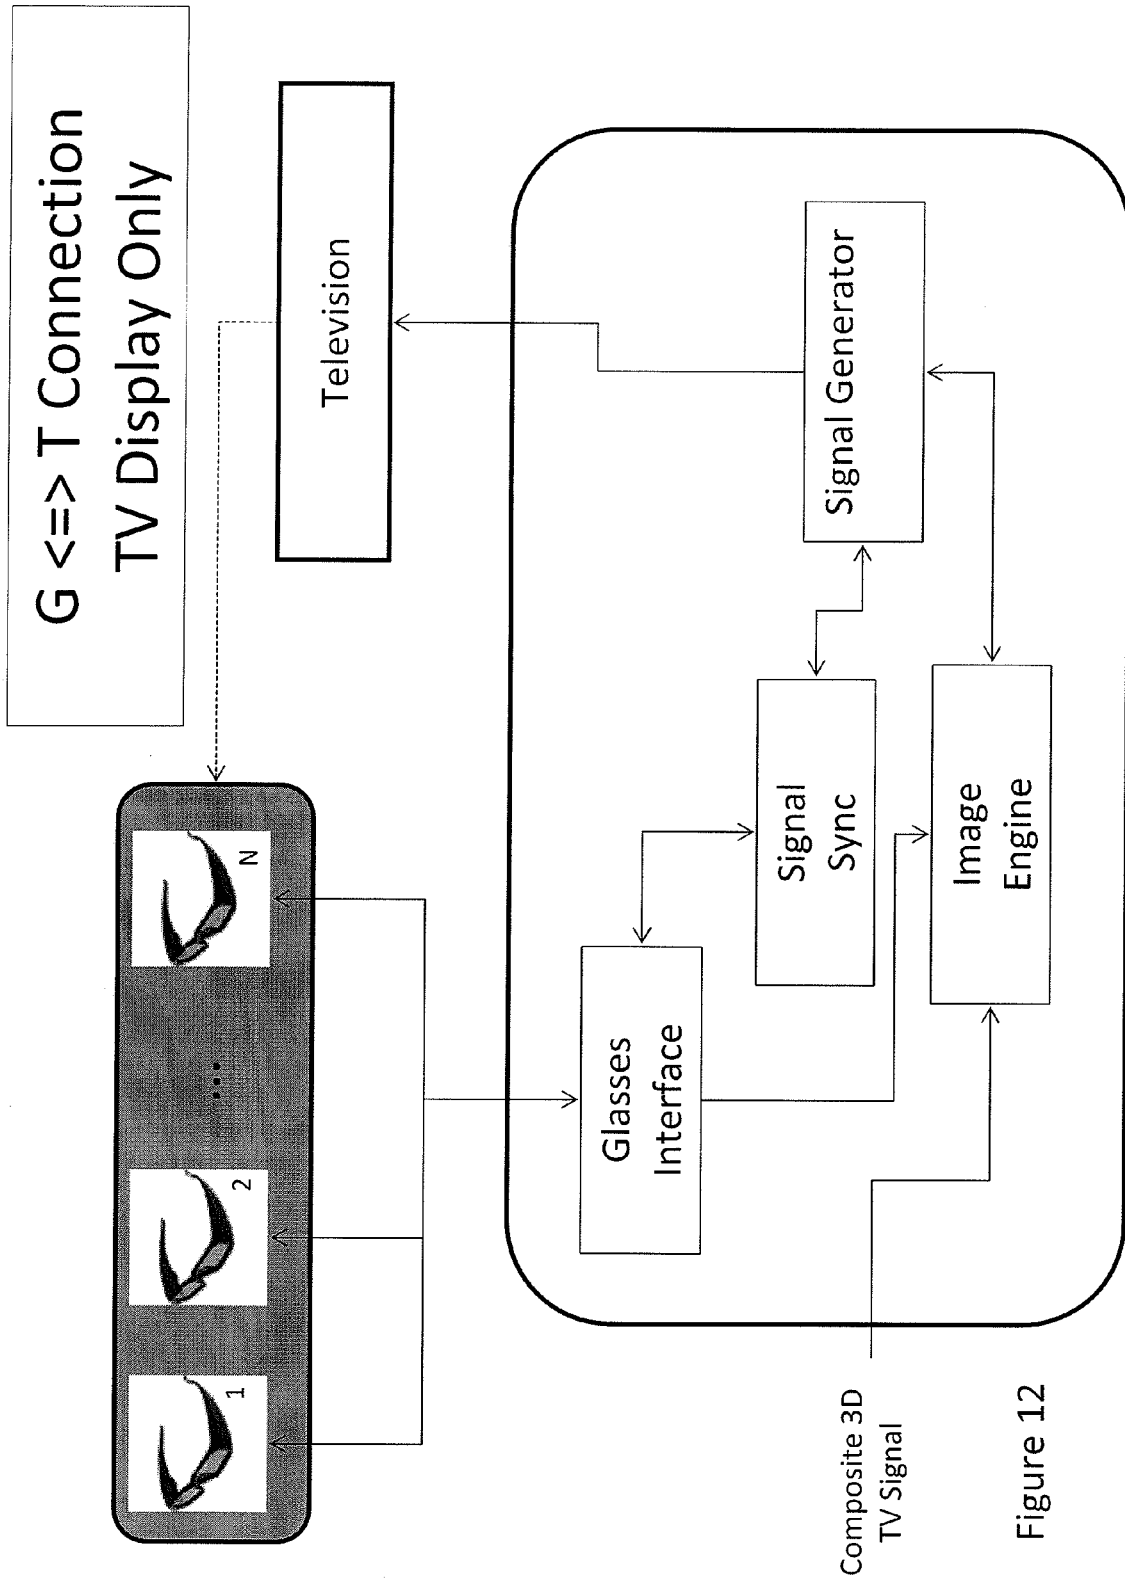 G <=> T Connection
TV Display Only
1
2
...
N
Television
Glasses
Interface
Signal
Sync
Signal Generator
Image
Engine
Composite 3D
TV Signal
Figure 12